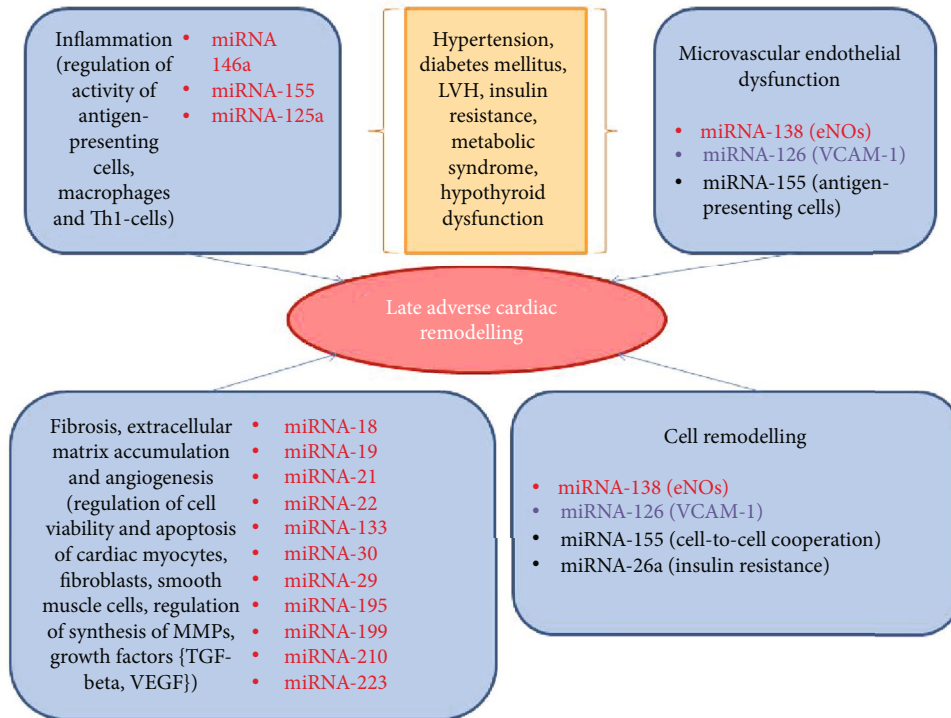 Inflammation
(regulation of
activity of
antigen-
presenting
cells,
macrophages
and Th1-cells)
• miRNA
146a
• miRNA-155
• miRNA-125a
Hypertension,
diabetes mellitus,
LVH, insulin
resistance,
metabolic
syndrome,
hypothyroid
dysfunction
Microvascular endothelial
dysfunction
• miRNA-138 (eNOs)
• miRNA-126 (VCAM-1)
• miRNA-155 (antigen-
presenting cells)
Late adverse cardiac
remodelling
Fibrosis, extracellular
matrix accumulation
and angiogenesis
(regulation of cell
viability and apoptosis
of cardiac myocytes,
fibroblasts, smooth
muscle cells, regulation
of synthesis of MMPs,
growth factors {TGF-
beta, VEGF})
• miRNA-18
• miRNA-19
• miRNA-21
• miRNA-22
• miRNA-133
• miRNA-30
• miRNA-29
• miRNA-195
• miRNA-199
• miRNA-210
• miRNA-223
Cell remodelling
• miRNA-138 (eNOs)
• miRNA-126 (VCAM-1)
• miRNA-155 (cell-to-cell cooperation)
• miRNA-26a (insulin resistance)